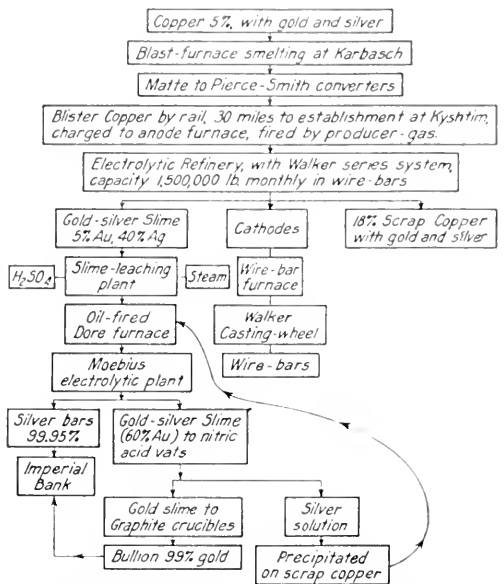 Copper 5%, with gold and silver
Blast-furnace smelting at Karbasch
Matte to Pierce-Smith converters
Blister Copper by rail, 30 miles to establishment at Kyshtim,
charged to anode furnace, fired by producer-gas.
Electrolytic Refinery, with Walker series system,
capacity 1,500,000 lb. monthly in wire-bars
Gold-silver Slime
5% Au, 40% Ag
Cathodes
18% Scrap Copper
with gold and silver
H₂SO₄
Slime-leaching
plant
Steam
Wire-bar
furnace
Oil-fired
Dore furnace
Walker
Casting-wheel
Moebius
electrolytic plant
Wire-bars
Silver bars
99.95%
Gold-silver Slime
(60% Au) to nitric
acid vats
Imperial
Bank
Gold slime to
Graphite crucibles
Silver
solution
Bullion 99% gold
Precipitated
on scrap copper